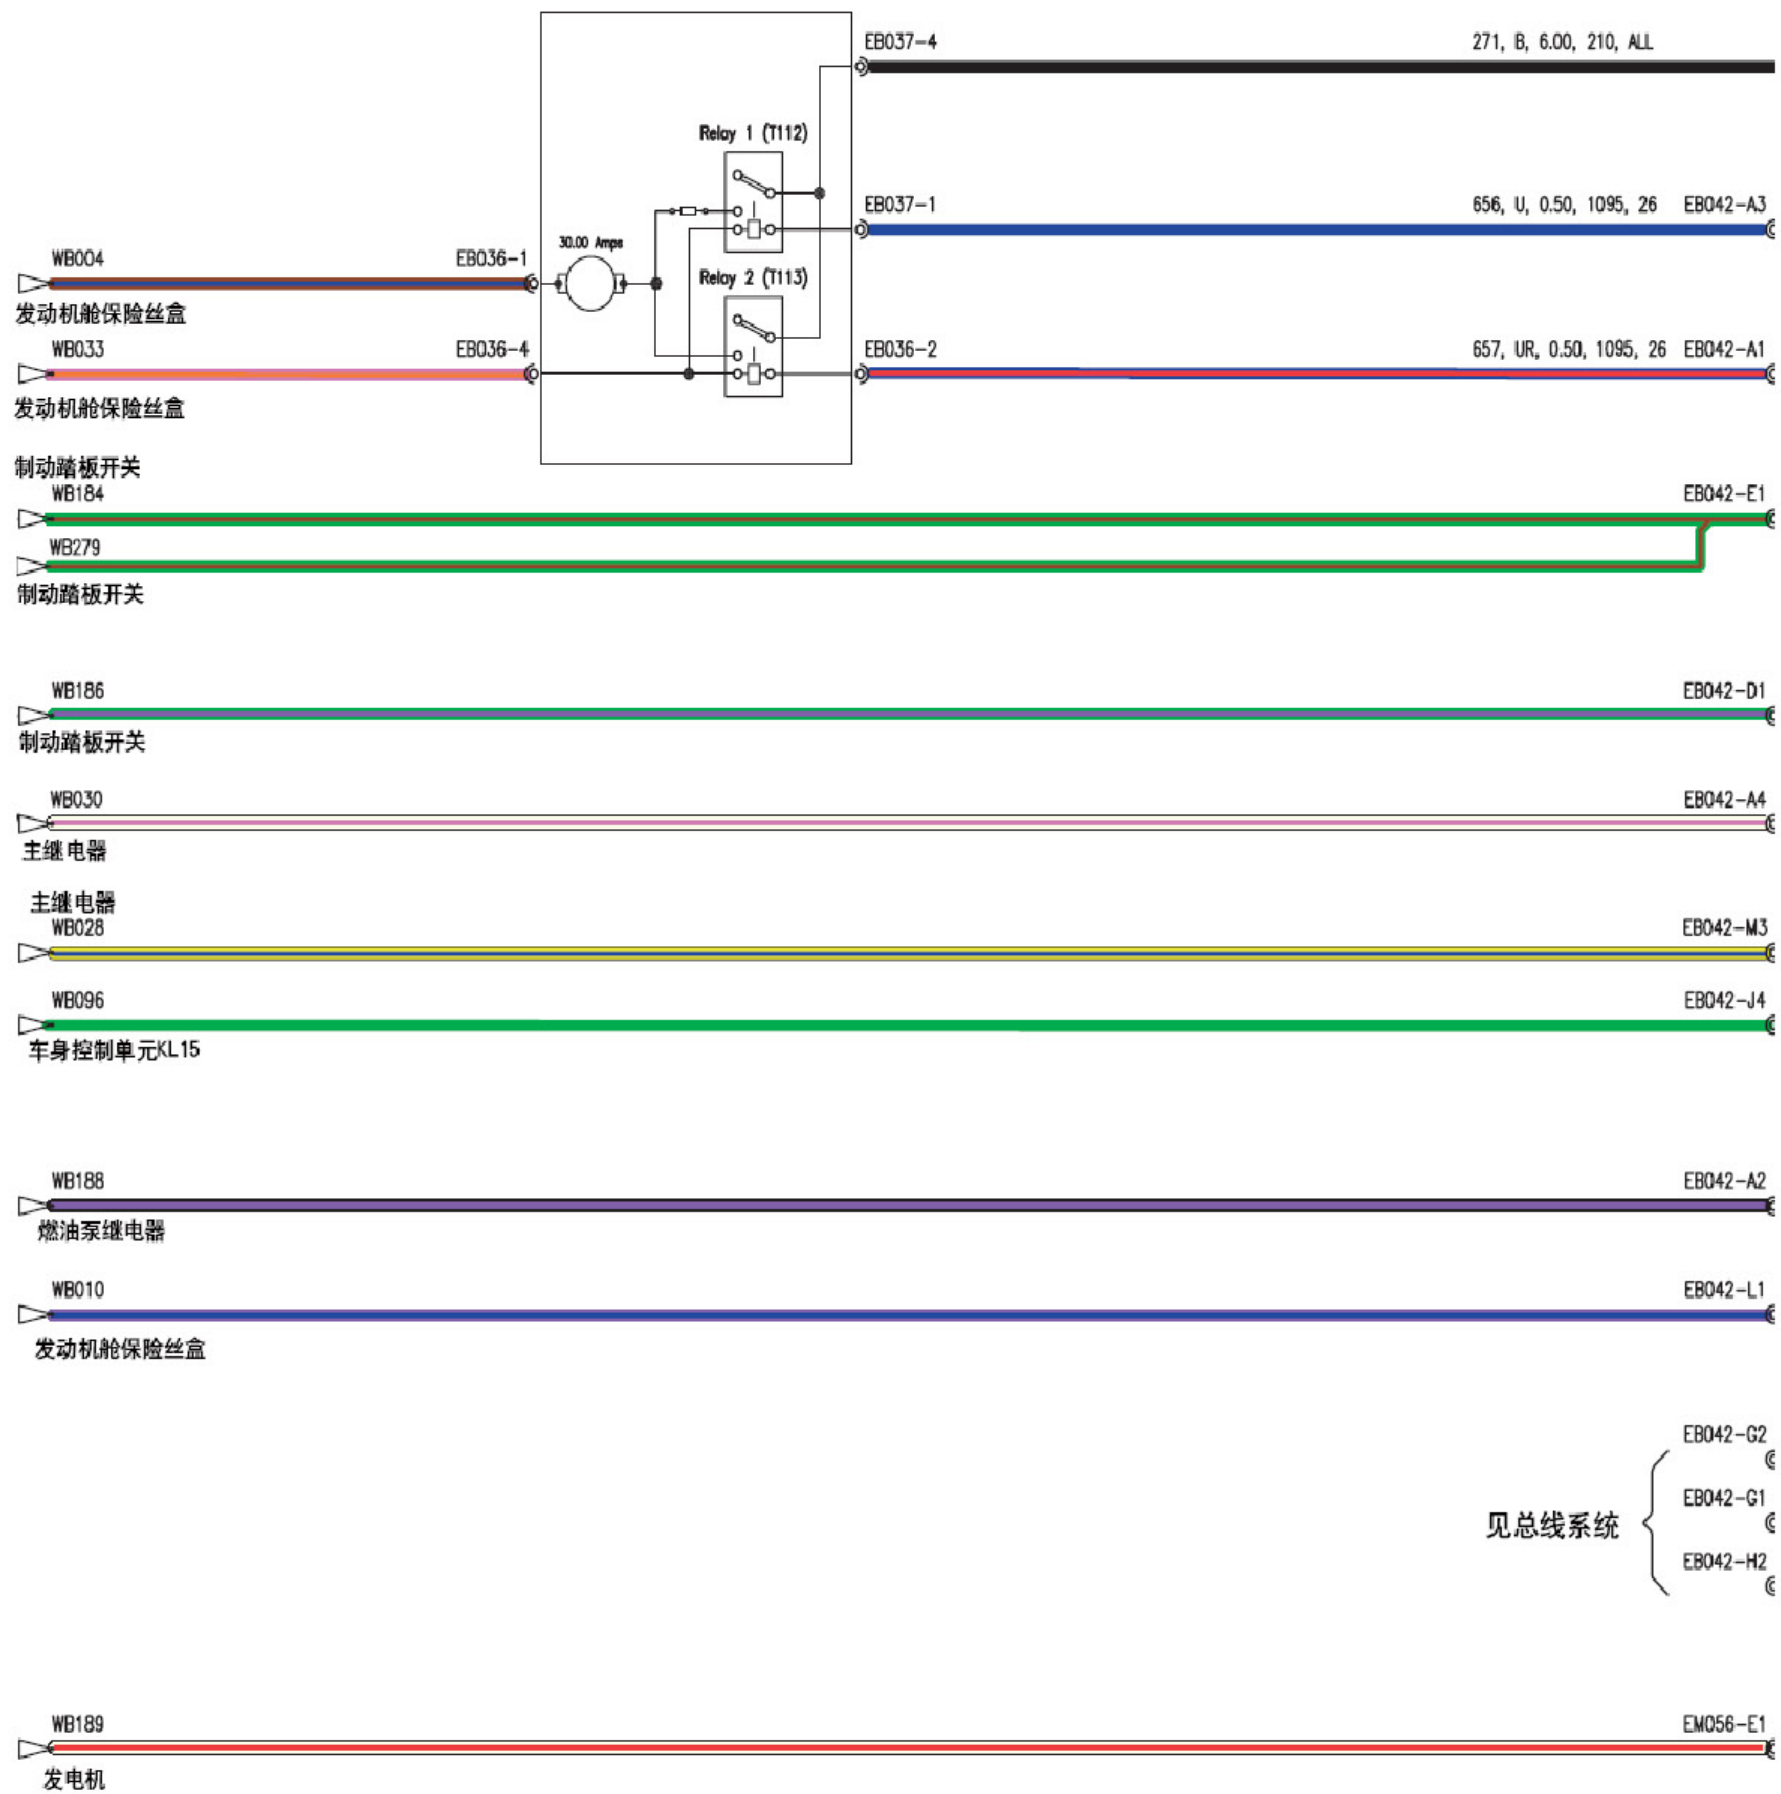 EB037-4 271, B, 6.00, 210, ALL
Relay 1 (T112)
EB037-1 656, U, 0.50, 1095, 26 EB042-A3
30.00 Amps
WB004 EB036-1
Relay 2 (T113)
发动机舱保险丝盒
WB033 EB036-4 EB036-2 657, UR, 0.50, 1095, 26 EB042-A1
发动机舱保险丝盒
制动踏板开关
WB184 EB042-E1
WB279
制动踏板开关
WB186 EB042-D1
制动踏板开关
WB030 EB042-A4
主继电器
主继电器
WB028 EB042-M3
WB096 EB042-J4
车身控制单元KL15
WB188 EB042-A2
燃油泵继电器
WB010 EB042-L1
发动机舱保险丝盒
EB042-G2
EB042-G1
见总线系统
EB042-H2
WB189 EM056-E1
发电机